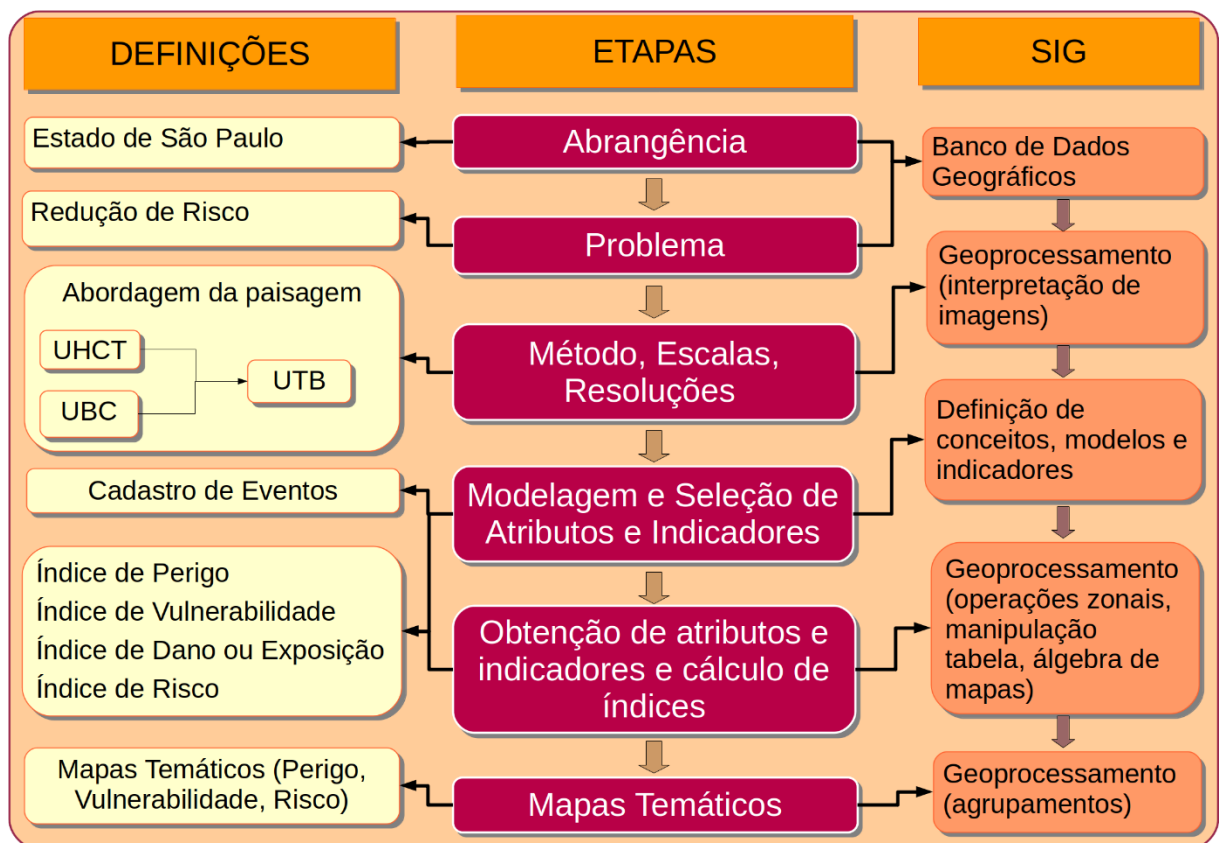 DEFINIÇÕES
ETAPAS
SIG
Estado de São Paulo
Abrangência
Banco de Dados
Geográficos
Redução de Risco
Problema
Geoprocessamento
(interpretação de
imagens)
Abordagem da paisagem
UHCT
UTB
UBC
Método, Escalas,
Resoluções
Definição de
conceitos, modelos e
indicadores
Cadastro de Eventos
Modelagem e Seleção de
Atributos e Indicadores
Índice de Perigo
Índice de Vulnerabilidade
Índice de Dano ou Exposição
Índice de Risco
Obtenção de atributos e
indicadores e cálculo de
índices
Geoprocessamento
(operações zonais,
manipulação
tabela, álgebra de
mapas)
Mapas Temáticos (Perigo,
Vulnerabilidade, Risco)
Mapas Temáticos
Geoprocessamento
(agrupamentos)